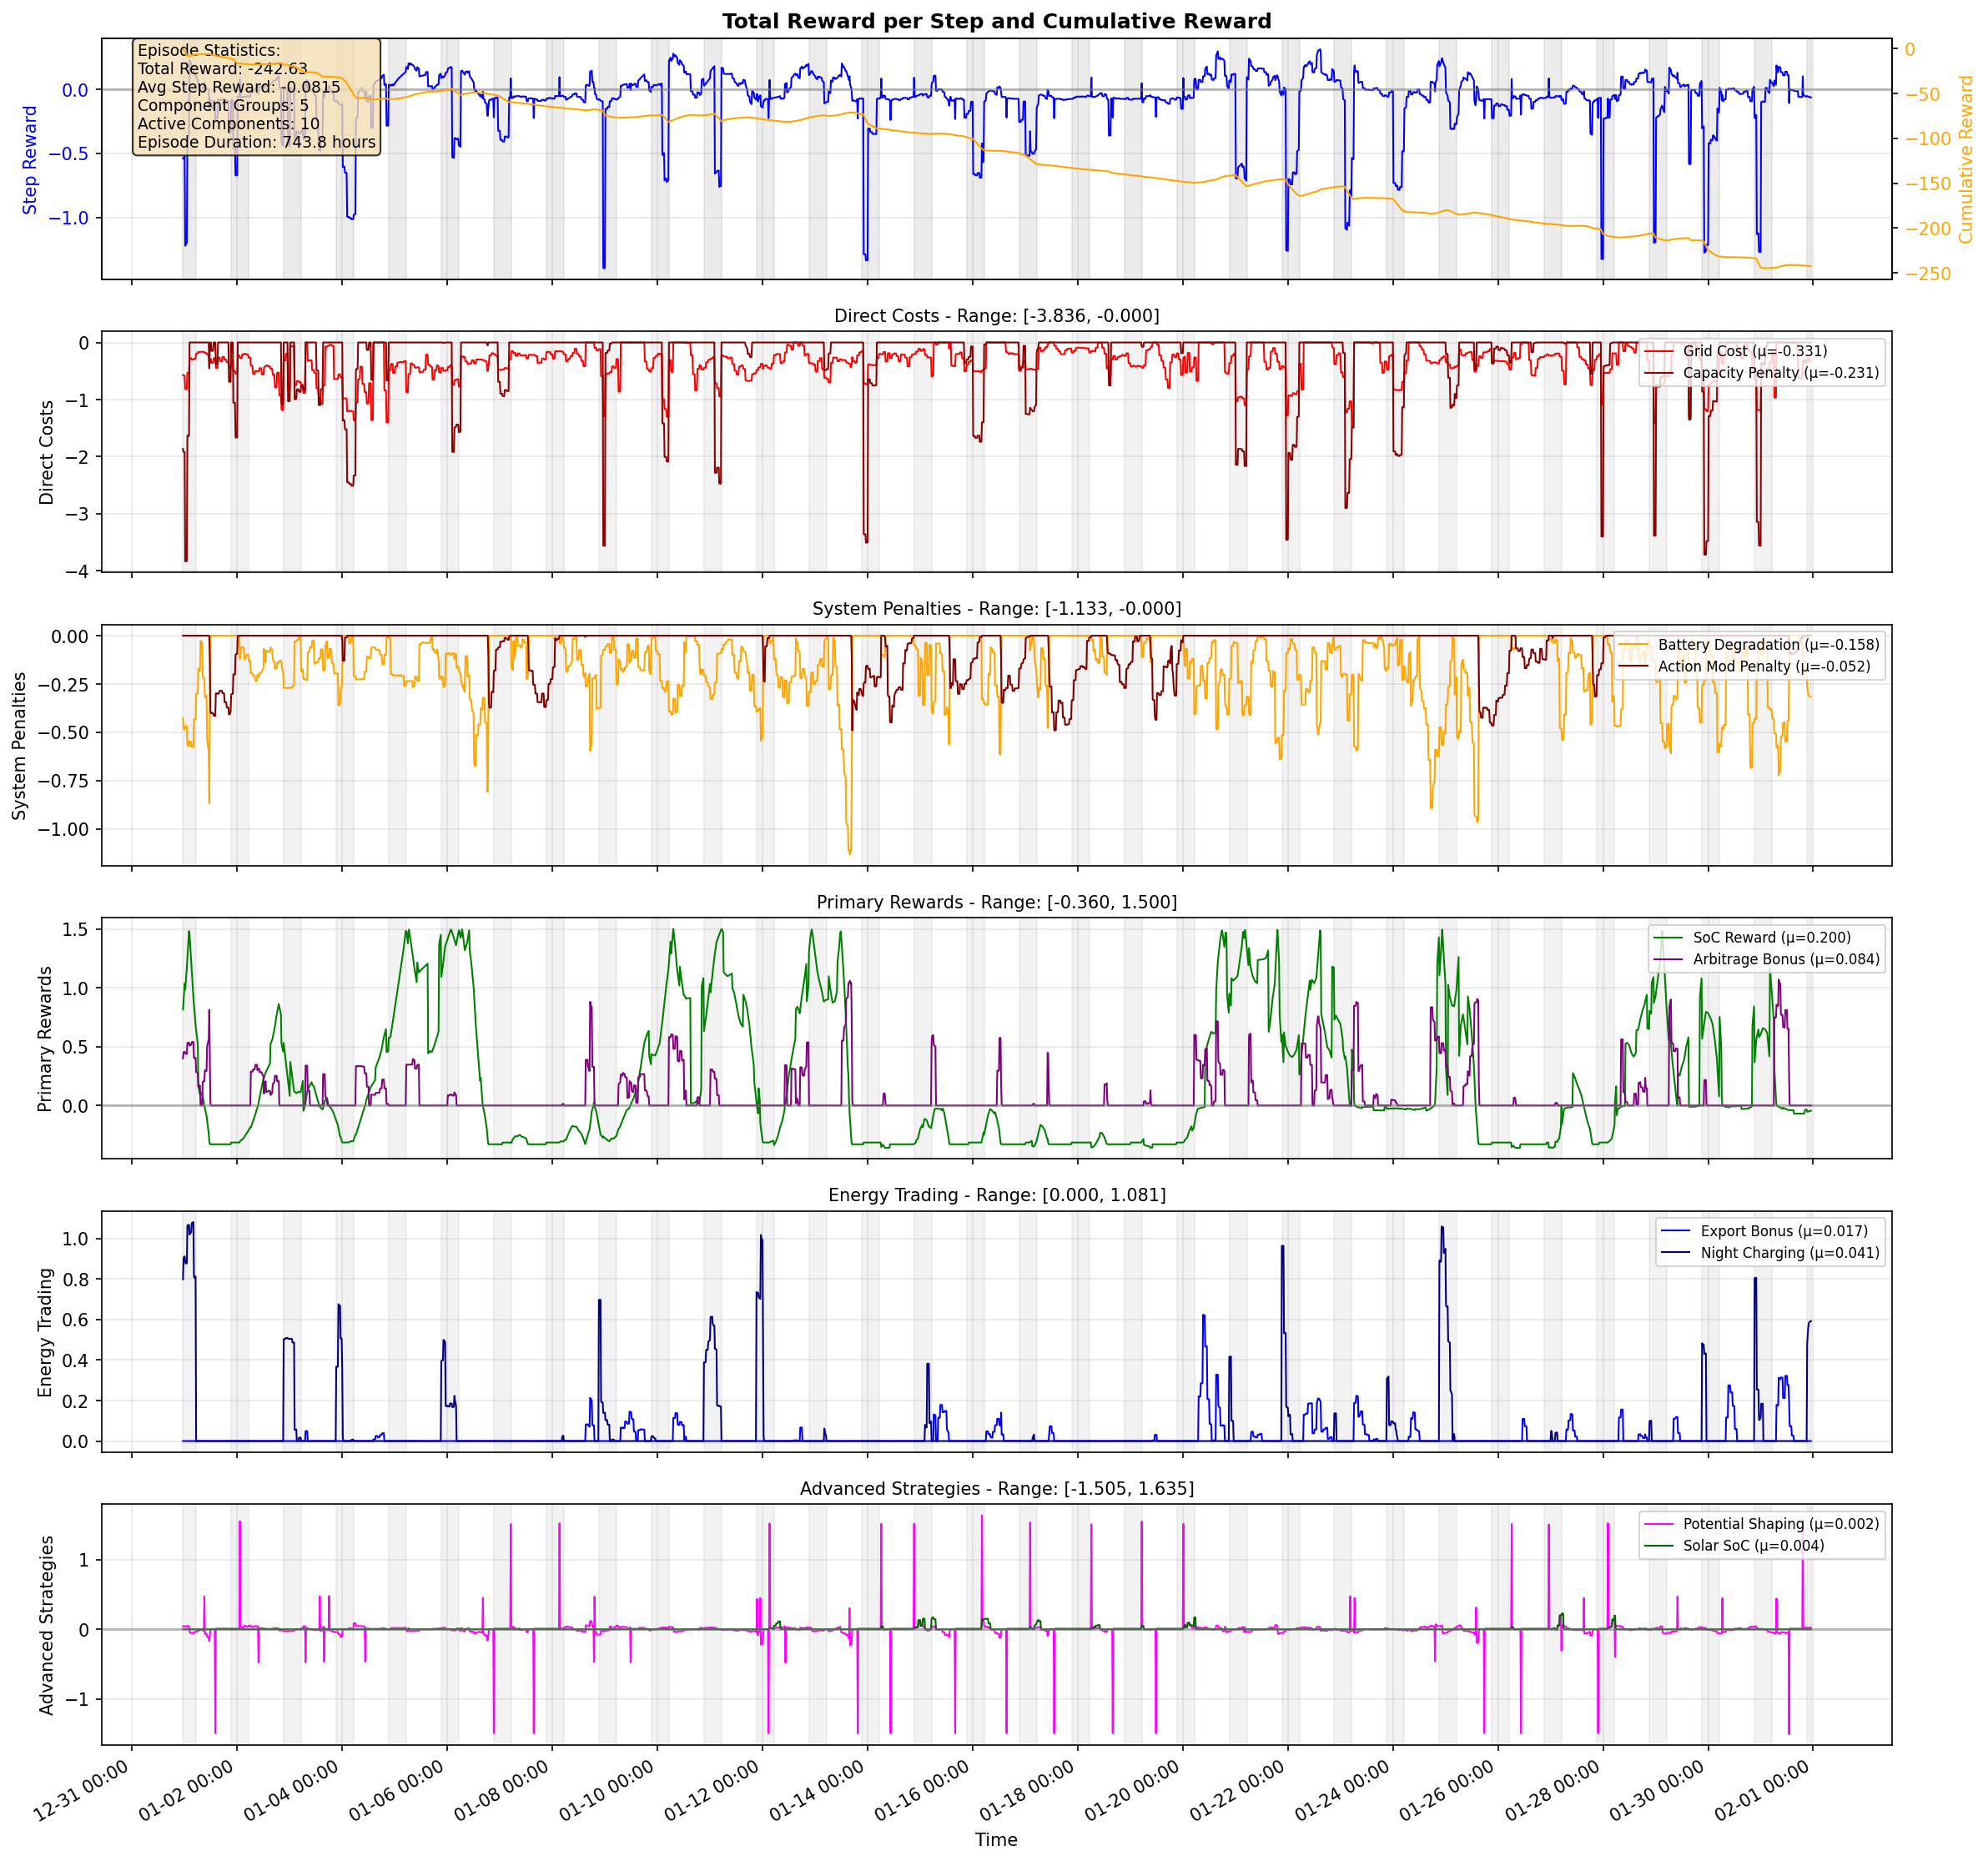 Total Reward per Step and Cumulative Reward
Episode Statistics:
Total Reward: -242.63
Avg Step Reward: -0.0815
Component Groups: 5
Active Components: 10
Episode Duration: 743.8 hours
Step Reward
0.0
−0.5
−1.0
Cumulative Reward
0
−50
−100
−150
−200
−250
Direct Costs - Range: [-3.836, -0.000]
Direct Costs
0
−1
−2
−3
−4
Grid Cost (μ=-0.331)
Capacity Penalty (μ=-0.231)
System Penalties - Range: [-1.133, -0.000]
System Penalties
0.00
−0.25
−0.50
−0.75
−1.00
Battery Degradation (μ=-0.158)
Action Mod Penalty (μ=-0.052)
Primary Rewards - Range: [-0.360, 1.500]
Primary Rewards
1.5
1.0
0.5
0.0
SoC Reward (μ=0.200)
Arbitrage Bonus (μ=0.084)
Energy Trading - Range: [0.000, 1.081]
Energy Trading
1.0
0.8
0.6
0.4
0.2
0.0
Export Bonus (μ=0.017)
Night Charging (μ=0.041)
Advanced Strategies - Range: [-1.505, 1.635]
Advanced Strategies
1
0
−1
Potential Shaping (μ=0.002)
Solar SoC (μ=0.004)
12-31 00:00
01-02 00:00
01-04 00:00
01-06 00:00
01-08 00:00
01-10 00:00
01-12 00:00
01-14 00:00
01-16 00:00
01-18 00:00
01-20 00:00
01-22 00:00
01-24 00:00
01-26 00:00
01-28 00:00
01-30 00:00
02-01 00:00
Time